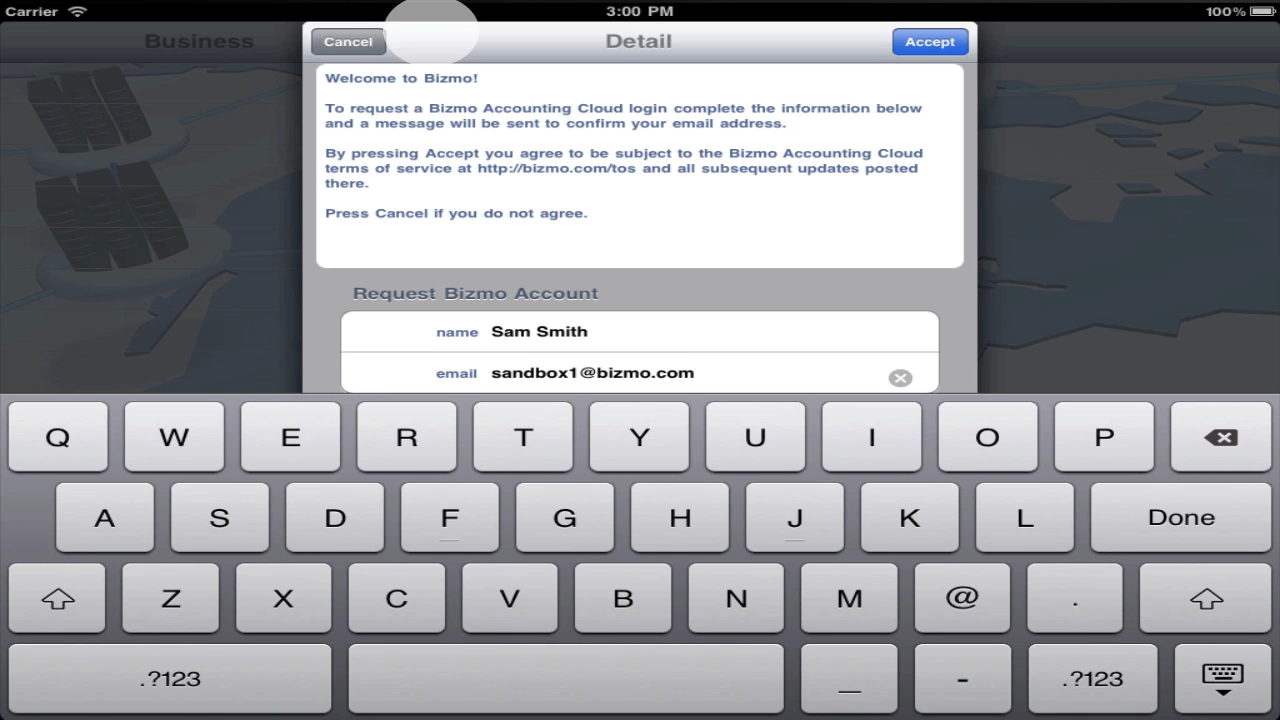 Carrier 3:00 PM 100%
Business
Cancel Detail Accept
Welcome to Bizmo!
To request a Bizmo Accounting Cloud login complete the information below
and a message will be sent to confirm your email address.
By pressing Accept you agree to be subject to the Bizmo Accounting Cloud
terms of service at http://bizmo.com/tos and all subsequent updates posted
there.
Press Cancel if you do not agree.
Request Bizmo Account
name Sam Smith
email sandbox1@bizmo.com
Q W E R T Y U I O P
A S D F G H J K L Done
Z X C V B N M @ .
.?123 _ - .?123